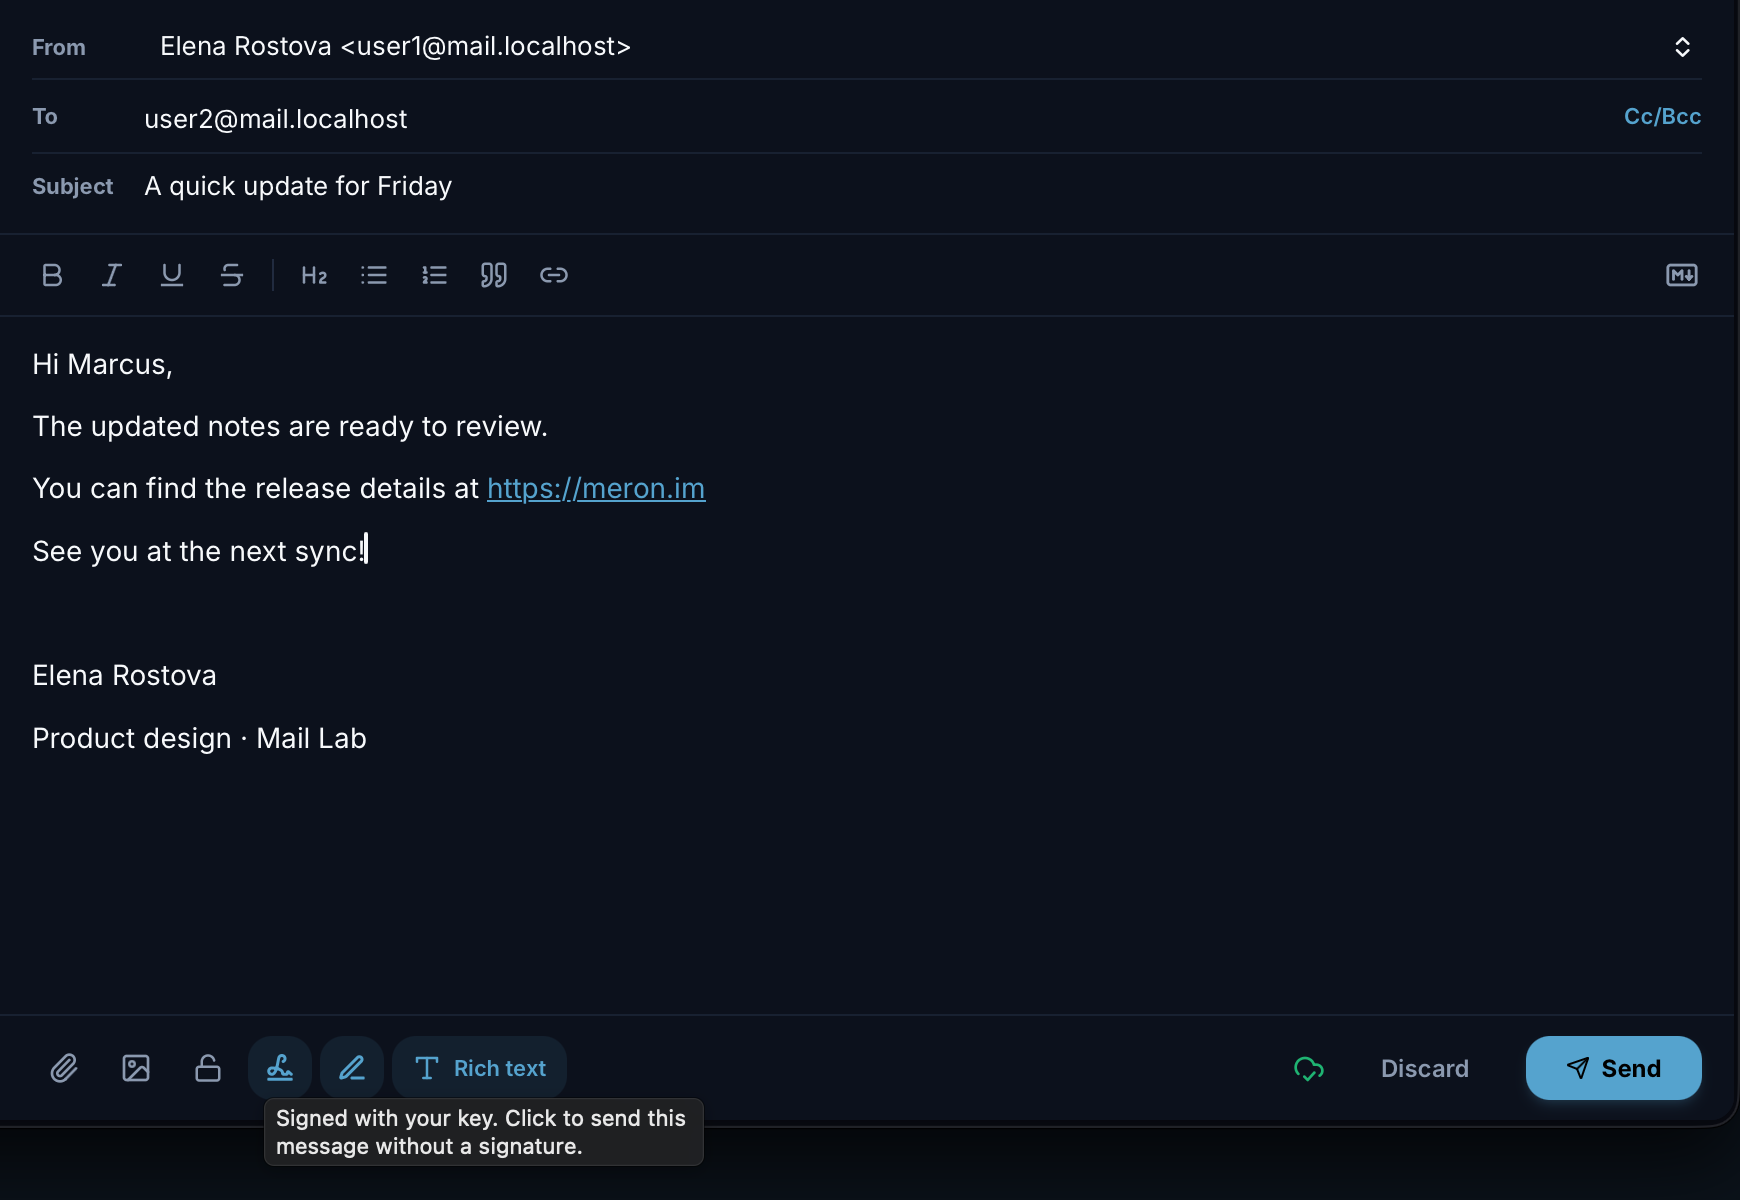 From Elena Rostova <user1@mail.localhost>
To user2@mail.localhost Cc/Bcc
Subject A quick update for Friday
B I U S H2 M↓
Hi Marcus,
The updated notes are ready to review.
You can find the release details at https://meron.im
See you at the next sync!
Elena Rostova
Product design · Mail Lab
Rich text Discard Send
Signed with your key. Click to send this
message without a signature.